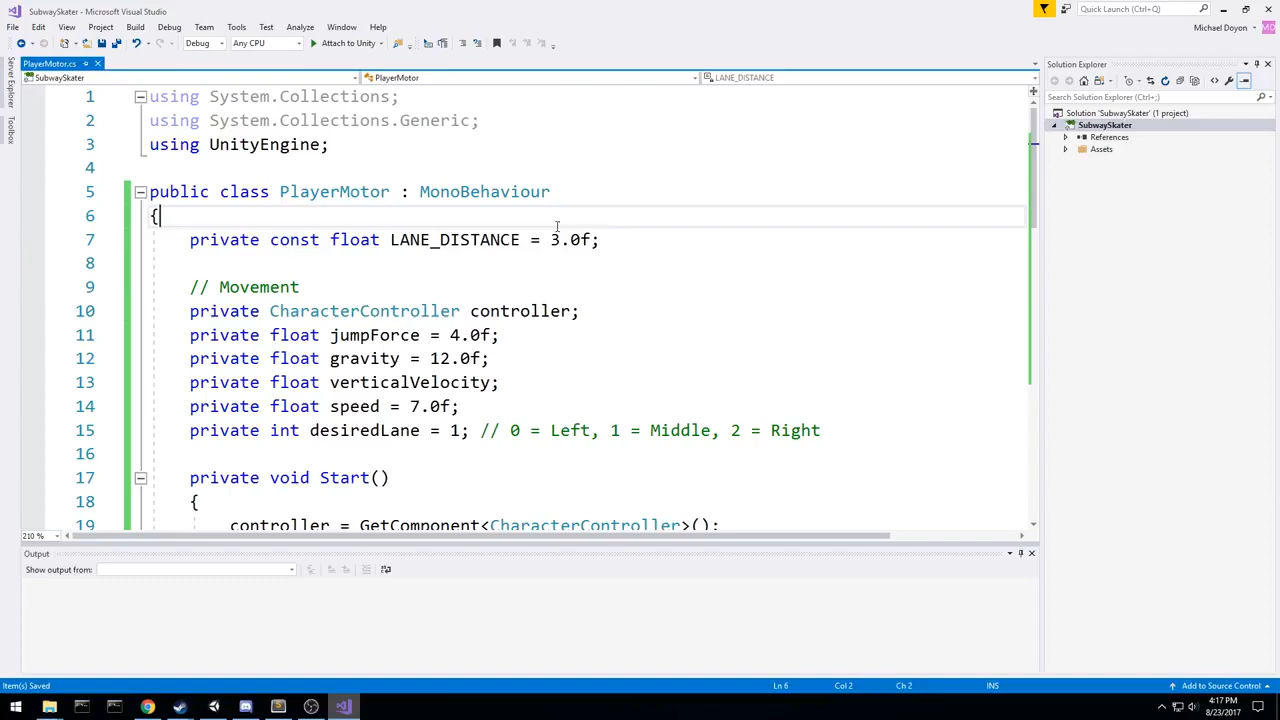 SubwaySkater - Microsoft Visual Studio
Quick Launch (Ctrl+Q)
File Edit View Project Build Debug Team Tools Test Analyze Window Help
Michael Doyon
MD
Debug Any CPU Attach to Unity
PlayerMotor.cs
Solution Explorer
SubwaySkater PlayerMotor LANE_DISTANCE
Search Solution Explorer (Ctrl+;)
Solution 'SubwaySkater' (1 project)
SubwaySkater
References
Assets
Server Explorer
Toolbox
1 using System.Collections;
2 using System.Collections.Generic;
3 using UnityEngine;
4
5 public class PlayerMotor : MonoBehaviour
6 {
7 private const float LANE_DISTANCE = 3.0f;
8
9 // Movement
10 private CharacterController controller;
11 private float jumpForce = 4.0f;
12 private float gravity = 12.0f;
13 private float verticalVelocity;
14 private float speed = 7.0f;
15 private int desiredLane = 1; // 0 = Left, 1 = Middle, 2 = Right
16
17 private void Start()
18 {
19 controller = GetComponent<CharacterController>();
210 %
Output
Show output from:
Item(s) Saved Ln 6 Col 2 Ch 2 INS Add to Source Control
4:17 PM
8/23/2017